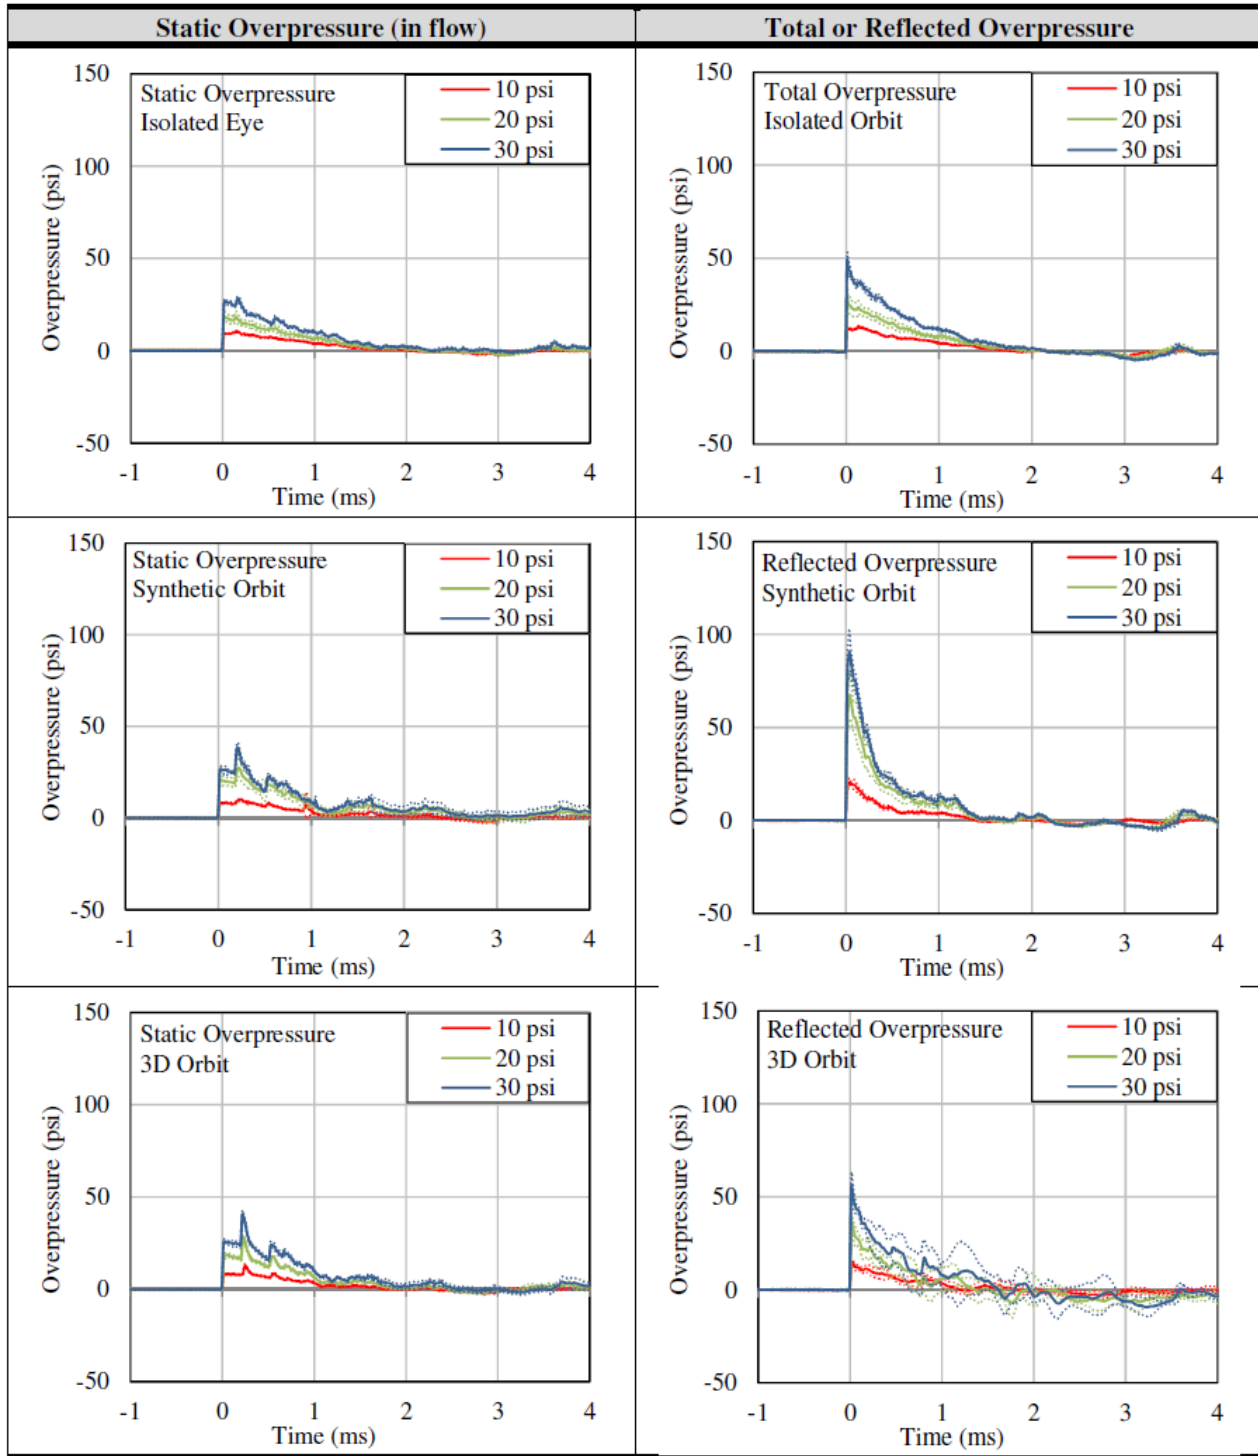 Static Overpressure (in flow)
Total or Reflected Overpressure
150
100
50
0
-50
Overpressure (psi)
Static Overpressure
Isolated Eye
10 psi
20 psi
30 psi
-1 0 1 2 3 4
Time (ms)
150
100
50
0
-50
Overpressure (psi)
Total Overpressure
Isolated Orbit
10 psi
20 psi
30 psi
-1 0 1 2 3 4
Time (ms)
150
100
50
0
-50
Overpressure (psi)
Static Overpressure
Synthetic Orbit
10 psi
20 psi
30 psi
-1 0 1 2 3 4
Time (ms)
150
100
50
0
-50
Overpressure (psi)
Reflected Overpressure
Synthetic Orbit
10 psi
20 psi
30 psi
-1 0 1 2 3 4
Time (ms)
150
100
50
0
-50
Overpressure (psi)
Static Overpressure
3D Orbit
10 psi
20 psi
30 psi
-1 0 1 2 3 4
Time (ms)
150
100
50
0
-50
Overpressure (psi)
Reflected Overpressure
3D Orbit
10 psi
20 psi
30 psi
-1 0 1 2 3 4
Time (ms)